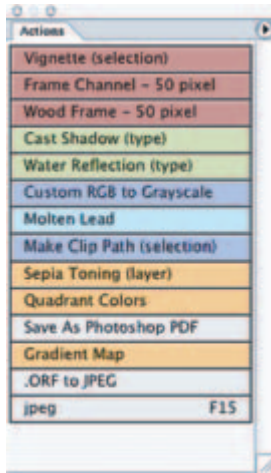 Actions
Vignette (selection)
Frame Channel - 50 pixel
Wood Frame - 50 pixel
Cast Shadow (type)
Water Reflection (type)
Custom RGB to Grayscale
Molten Lead
Make Clip Path (selection)
Sepia Toning (layer)
Quadrant Colors
Save As Photoshop PDF
Gradient Map
.ORF to JPEG
jpeg F15